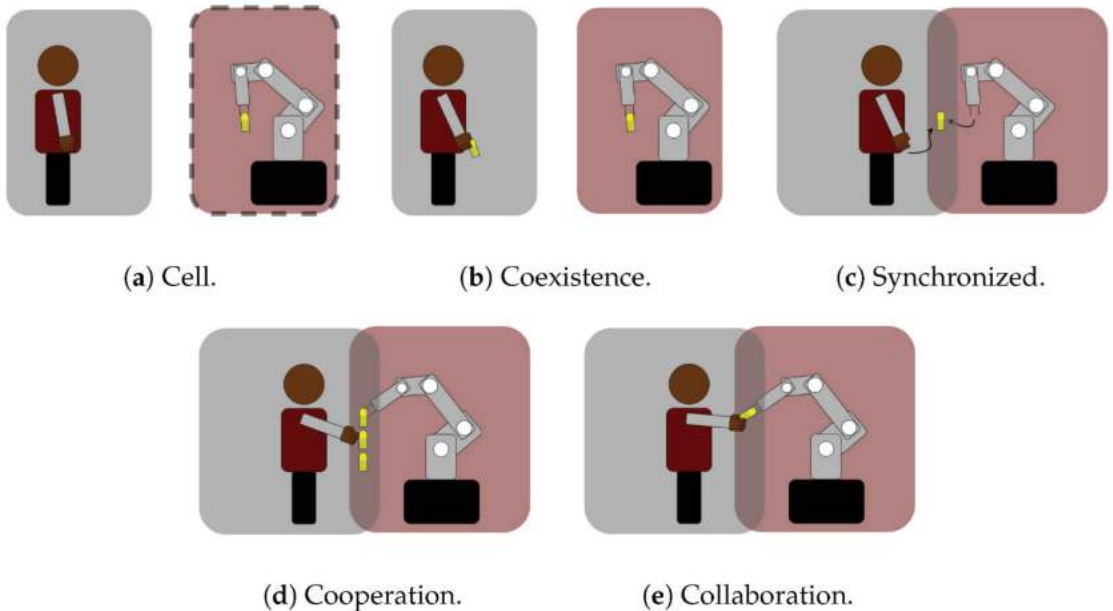 (a) Cell.
(b) Coexistence.
(c) Synchronized.
(d) Cooperation.
(e) Collaboration.